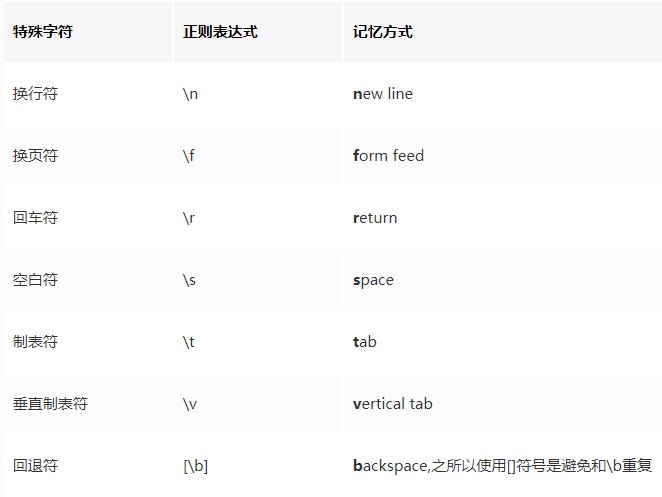 特殊字符 正则表达式 记忆方式
换行符 \n new line
换页符 \f form feed
回车符 \r return
空白符 \s space
制表符 \t tab
垂直制表符 \v vertical tab
回退符 [\b] backspace,之所以使用[]符号是避免和\b重复